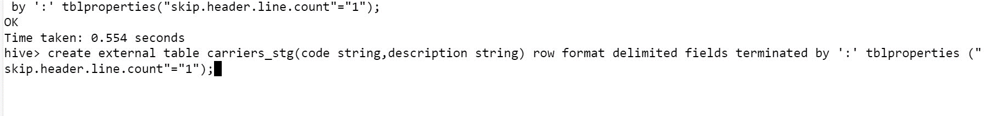 by ':' tblproperties("skip.header.line.count"="1");
OK
Time taken: 0.554 seconds
hive> create external table carriers_stg(code string,description string) row format delimited fields terminated by ':' tblproperties ("
skip.header.line.count"="1");